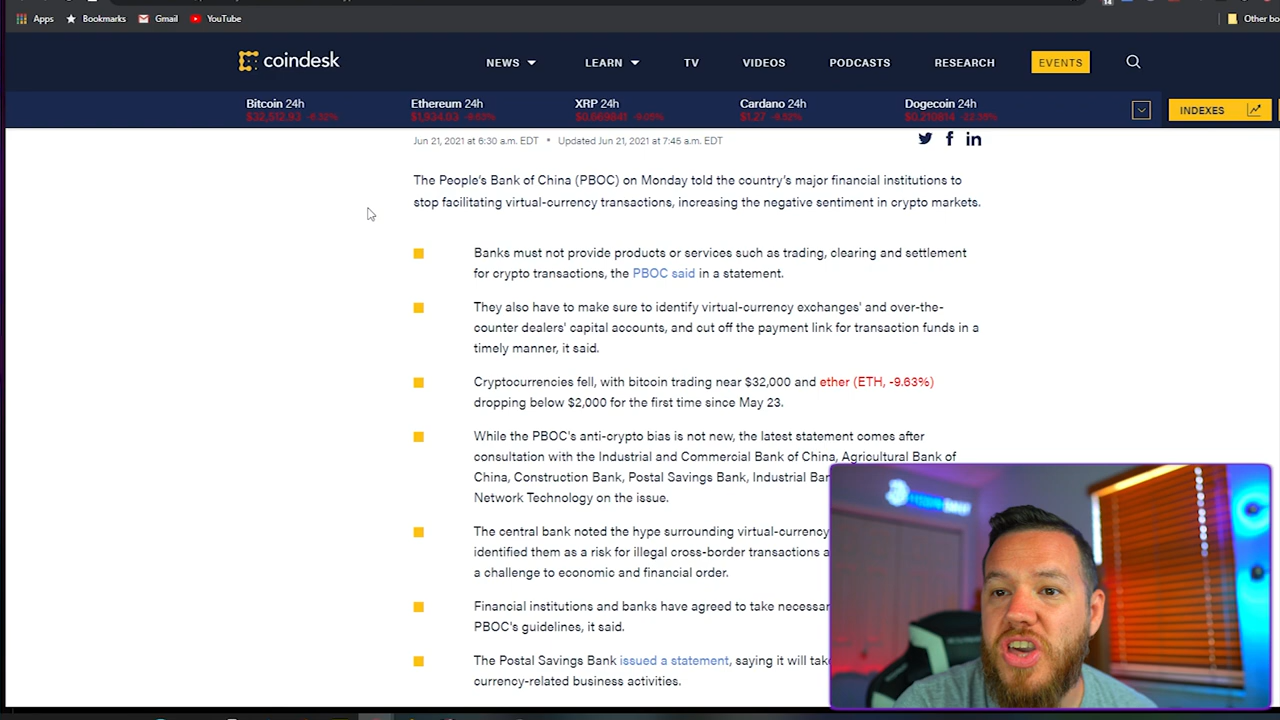 Apps
Bookmarks
Gmail
YouTube
Other bo
coindesk
NEWS
LEARN
TV
VIDEOS
PODCASTS
RESEARCH
EVENTS
Bitcoin 24h
Ethereum 24h
XRP 24h
Cardano 24h
Dogecoin 24h
INDEXES
Jun 21, 2021 at 6:30 a.m. EDT • Updated Jun 21, 2021 at 7:45 a.m. EDT
The People's Bank of China (PBOC) on Monday told the country's major financial institutions to
stop facilitating virtual-currency transactions, increasing the negative sentiment in crypto markets.
Banks must not provide products or services such as trading, clearing and settlement
for crypto transactions, the PBOC said in a statement.
They also have to make sure to identify virtual-currency exchanges' and over-the-
counter dealers' capital accounts, and cut off the payment link for transaction funds in a
timely manner, it said.
Cryptocurrencies fell, with bitcoin trading near $32,000 and ether (ETH, -9.63%)
dropping below $2,000 for the first time since May 23.
While the PBOC's anti-crypto bias is not new, the latest statement comes after
consultation with the Industrial and Commercial Bank of China, Agricultural Bank of
China, Construction Bank, Postal Savings Bank, Industrial Ban
Network Technology on the issue.
The central bank noted the hype surrounding virtual-currency
identified them as a risk for illegal cross-border transactions a
a challenge to economic and financial order.
Financial institutions and banks have agreed to take necessar
PBOC's guidelines, it said.
The Postal Savings Bank issued a statement, saying it will tak
currency-related business activities.